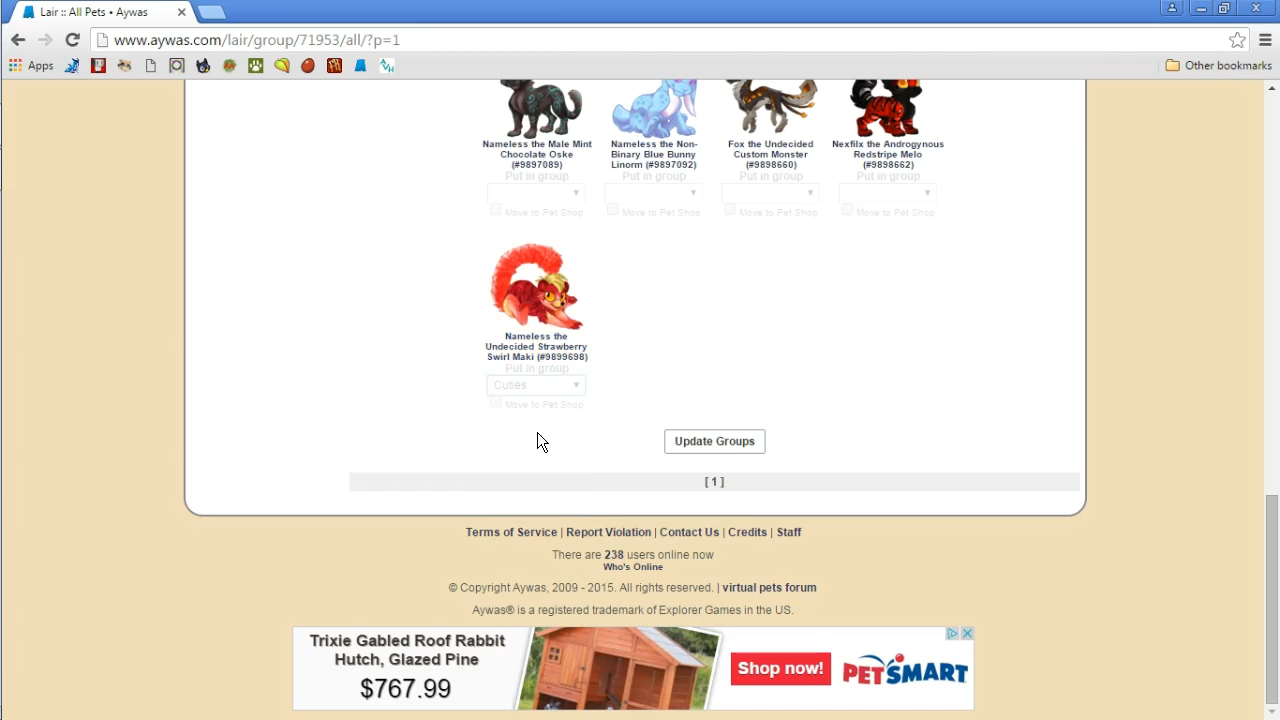 Lair :: All Pets • Aywas
www.aywas.com/lair/group/71953/all/?p=1
Apps
Other bookmarks
Nameless the Male Mint
Chocolate Oske
(#9897089)
Put in group
Move to Pet Shop
Nameless the Non-
Binary Blue Bunny
Linorm (#9897092)
Put in group
Move to Pet Shop
Fox the Undecided
Custom Monster
(#9898660)
Put in group
Move to Pet Shop
Nexfilx the Androgynous
Redstripe Melo
(#9898662)
Put in group
Move to Pet Shop
Nameless the
Undecided Strawberry
Swirl Maki (#9899698)
Put in group
Cuties
Move to Pet Shop
Update Groups
[ 1 ]
Terms of Service | Report Violation | Contact Us | Credits | Staff
There are 238 users online now
Who's Online
© Copyright Aywas, 2009 - 2015. All rights reserved. | virtual pets forum
Aywas® is a registered trademark of Explorer Games in the US.
Trixie Gabled Roof Rabbit
Hutch, Glazed Pine
$767.99
Shop now!
PETSMART